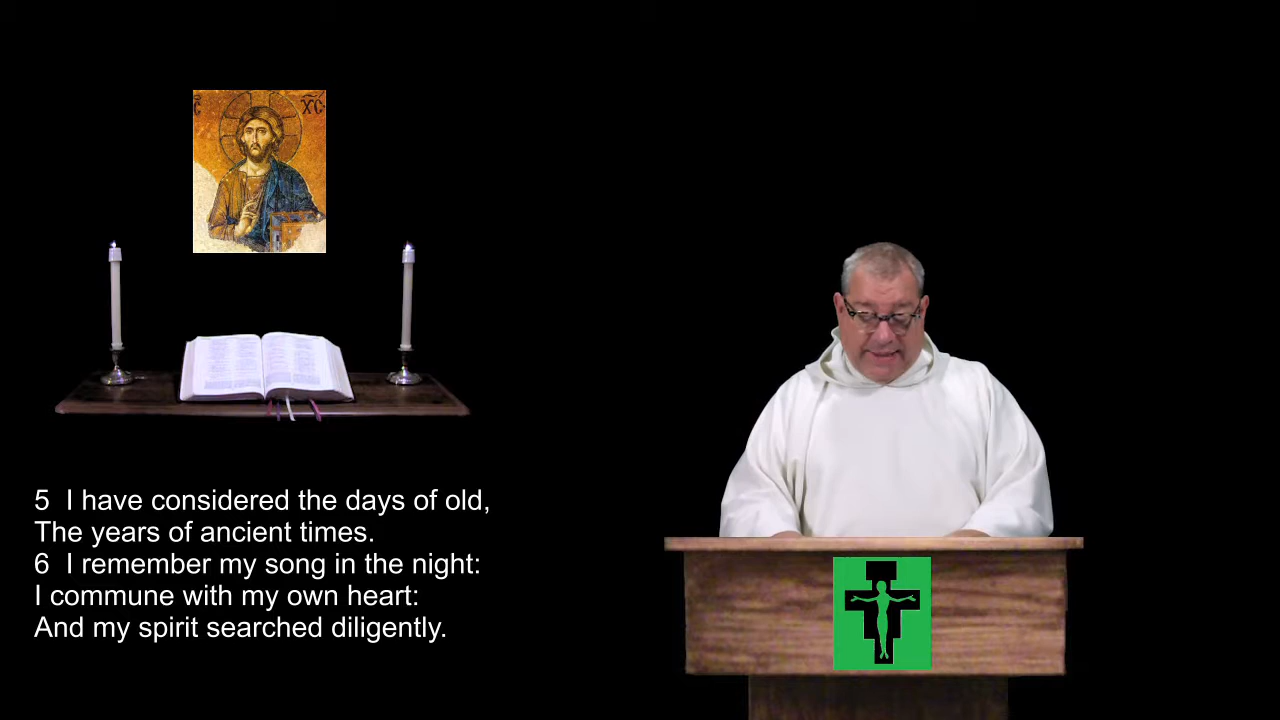 C
XC
5 I have considered the days of old,
The years of ancient times.
6 I remember my song in the night:
I commune with my own heart:
And my spirit searched diligently.